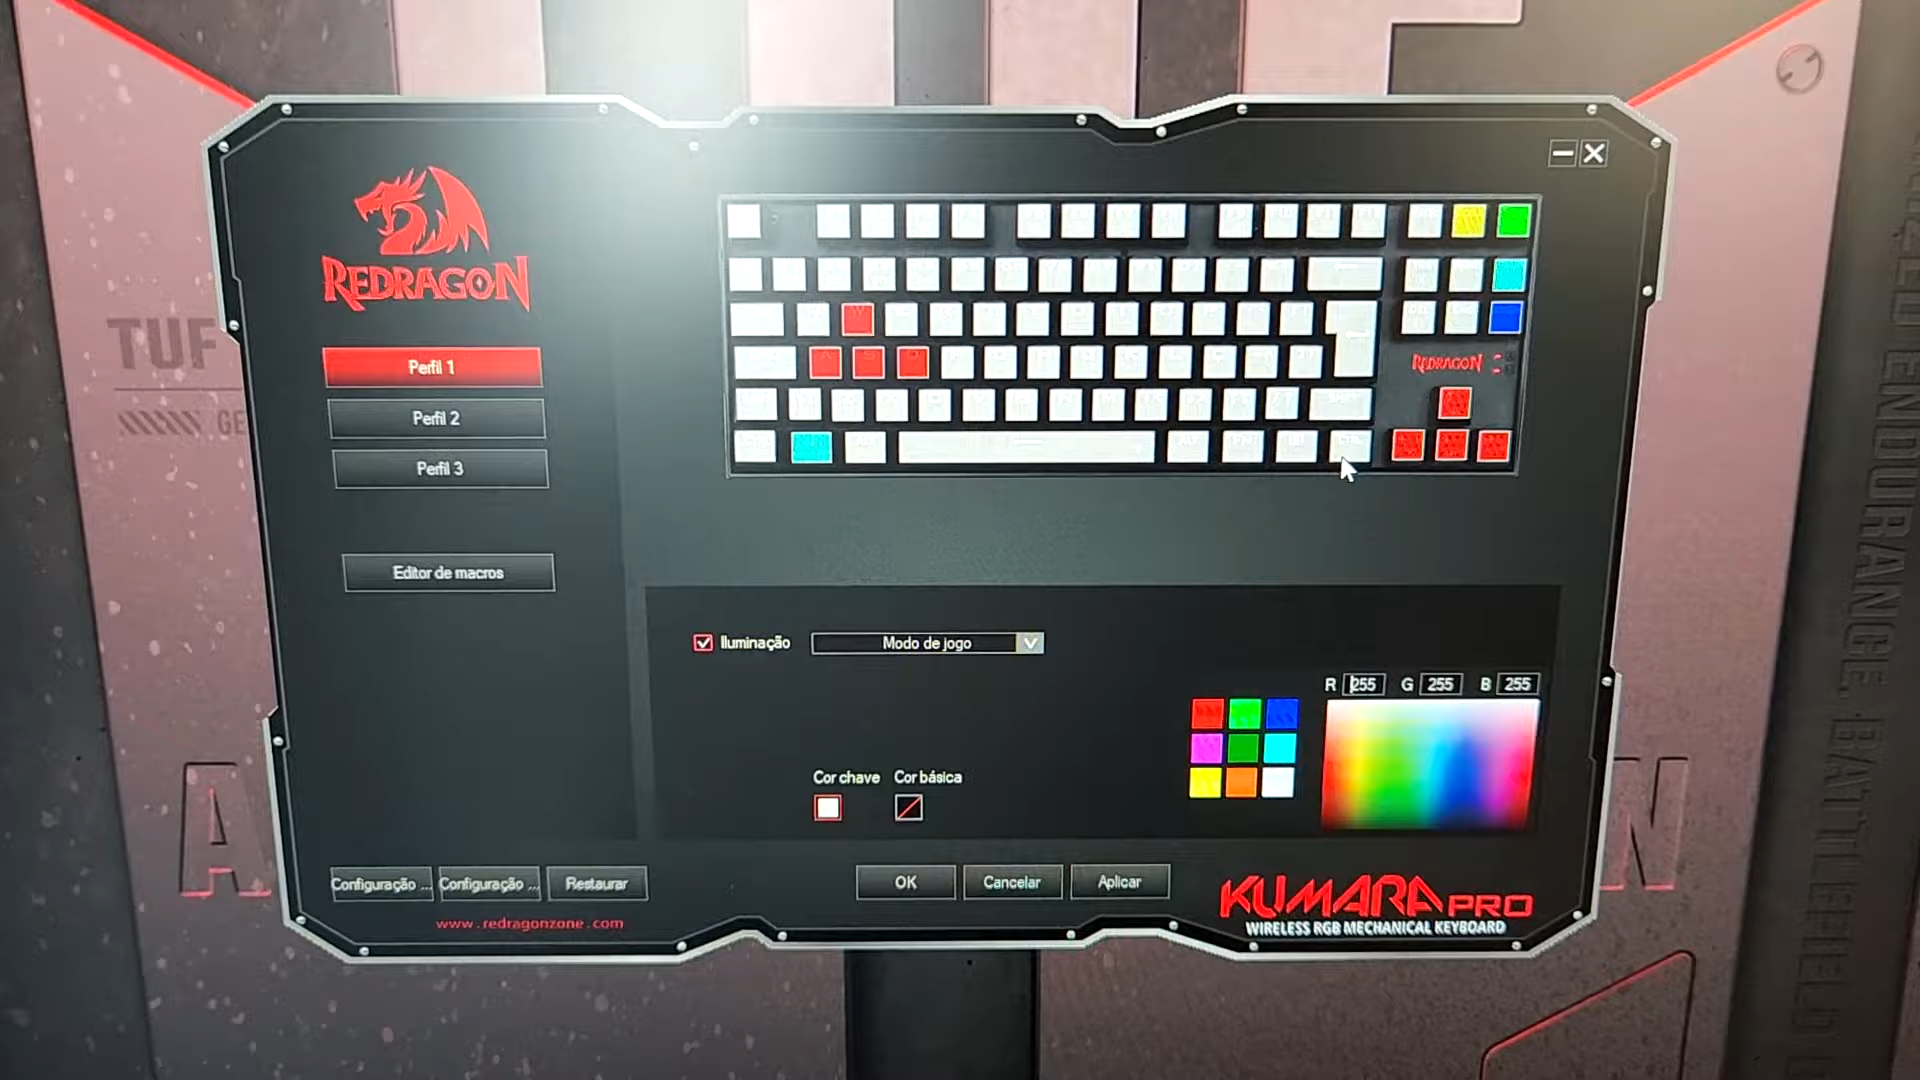 TUF
GE
REDRAGON
Perfil 1
Perfil 2
Perfil 3
Editor de macros
REDRAGON
Iluminação
Modo de jogo
R 255 G 255 B 255
Cor chave Cor básica
Configuração ... Configuração ... Restaurar
OK Cancelar Aplicar
www.redragonzone.com
KUMARA PRO
WIRELESS RGB MECHANICAL KEYBOARD
A
N
ENDURANCE, BATTLEFIELD